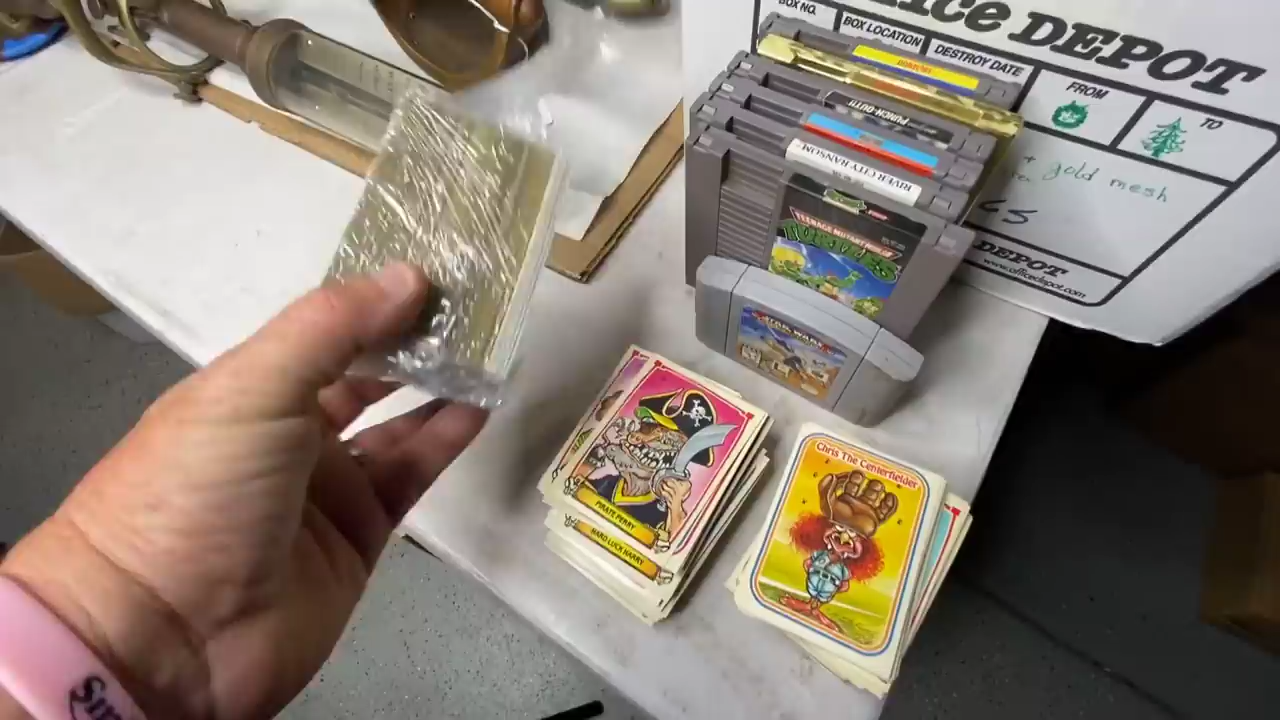 ice DEPOT
BOX NO.
BOX LOCATION
DESTROY DATE
FROM
TO
+ gold mesh
DEPOT
www.officedepot.com
PUNCH-OUT!!
RIVER CITY RANSOM
TEENAGE MUTANT NINJA
TURTLES
STAR WARS
PIRATE PERRY
HARD LUCK HARRY
Chris The Centerfielder